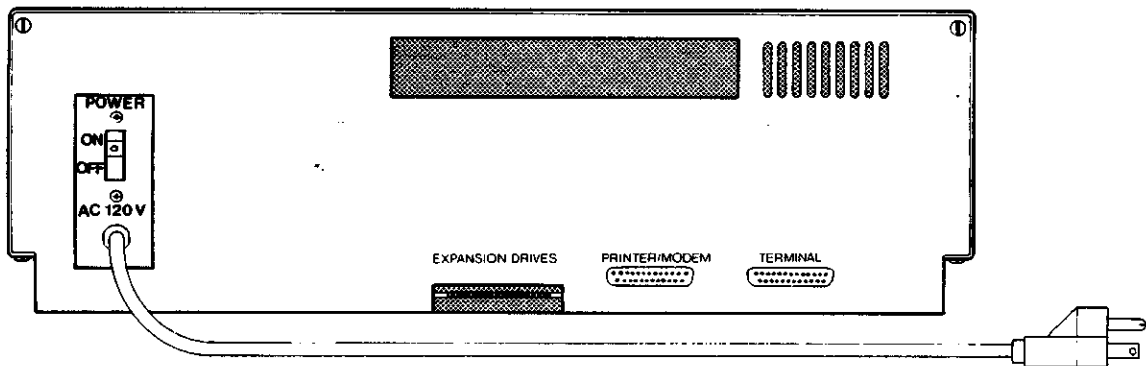 POWER
ON
OFF
AC 120 V
EXPANSION DRIVES
PRINTER/MODEM
TERMINAL